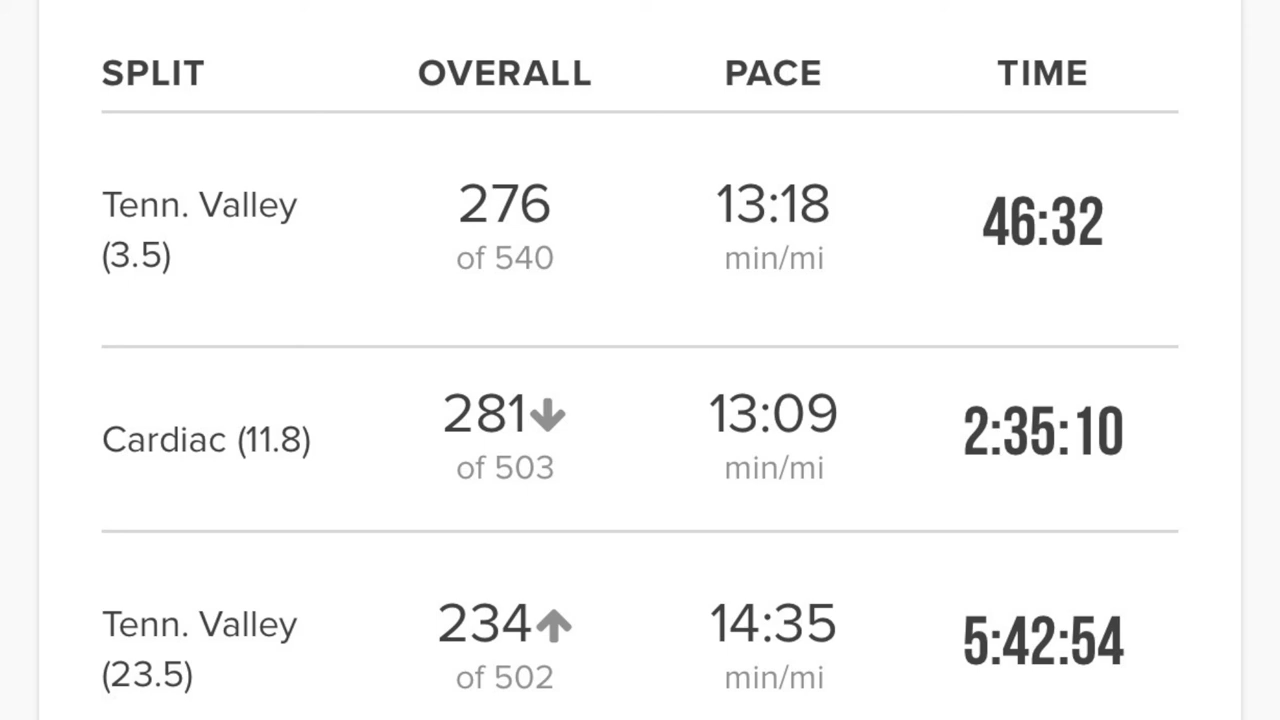 SPLIT OVERALL PACE TIME
Tenn. Valley (3.5) 276 of 540 13:18 min/mi 46:32
Cardiac (11.8) 281 of 503 13:09 min/mi 2:35:10
Tenn. Valley (23.5) 234 of 502 14:35 min/mi 5:42:54